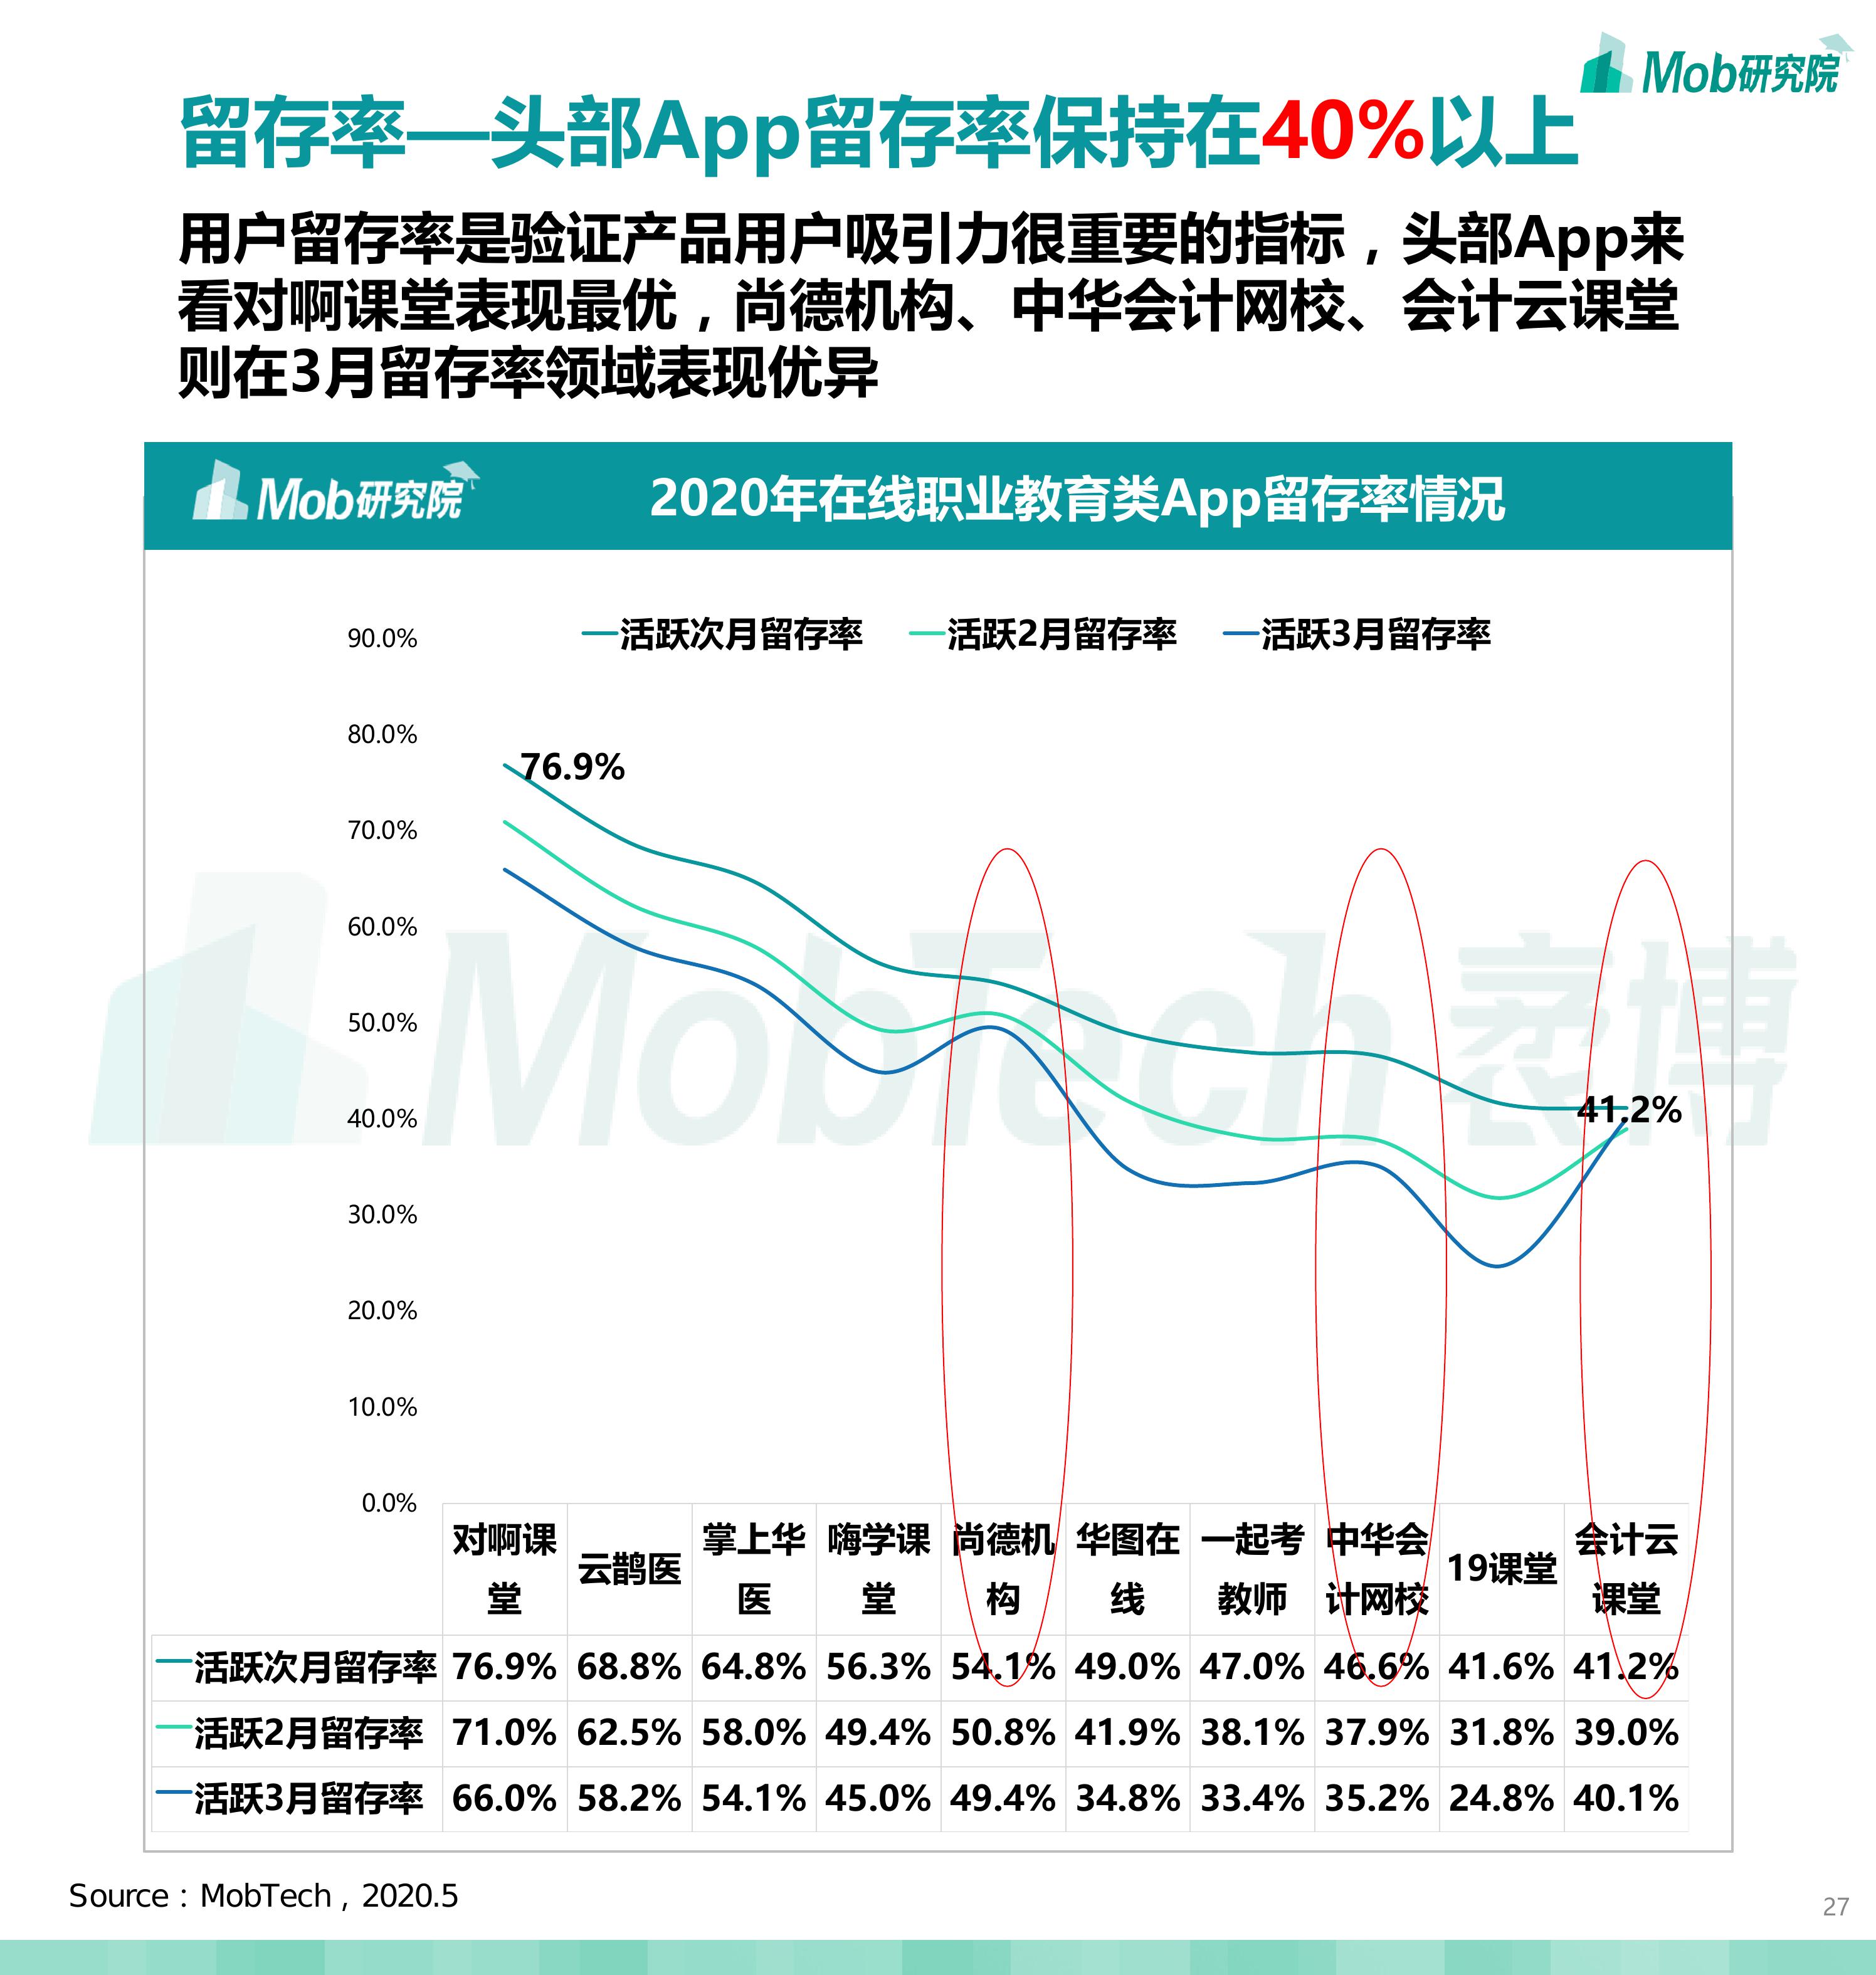 Mob研究院
留存率—头部App留存率保持在40%以上
用户留存率是验证产品用户吸引力很重要的指标，头部App来
看对啊课堂表现最优，尚德机构、中华会计网校、会计云课堂
则在3月留存率领域表现优异
Mob研究院
2020年在线职业教育类App留存率情况
活跃次月留存率 活跃2月留存率 活跃3月留存率
90.0%
80.0%
76.9%
70.0%
60.0%
MobTech 袤博
50.0%
40.0%
41.2%
30.0%
20.0%
10.0%
0.0%
对啊课堂 云鹊医 掌上华医 嗨学课堂 尚德机构 华图在线 一起考教师 中华会计网校 19课堂 会计云课堂
活跃次月留存率 76.9% 68.8% 64.8% 56.3% 54.1% 49.0% 47.0% 46.6% 41.6% 41.2%
活跃2月留存率 71.0% 62.5% 58.0% 49.4% 50.8% 41.9% 38.1% 37.9% 31.8% 39.0%
活跃3月留存率 66.0% 58.2% 54.1% 45.0% 49.4% 34.8% 33.4% 35.2% 24.8% 40.1%
Source：MobTech，2020.5
27